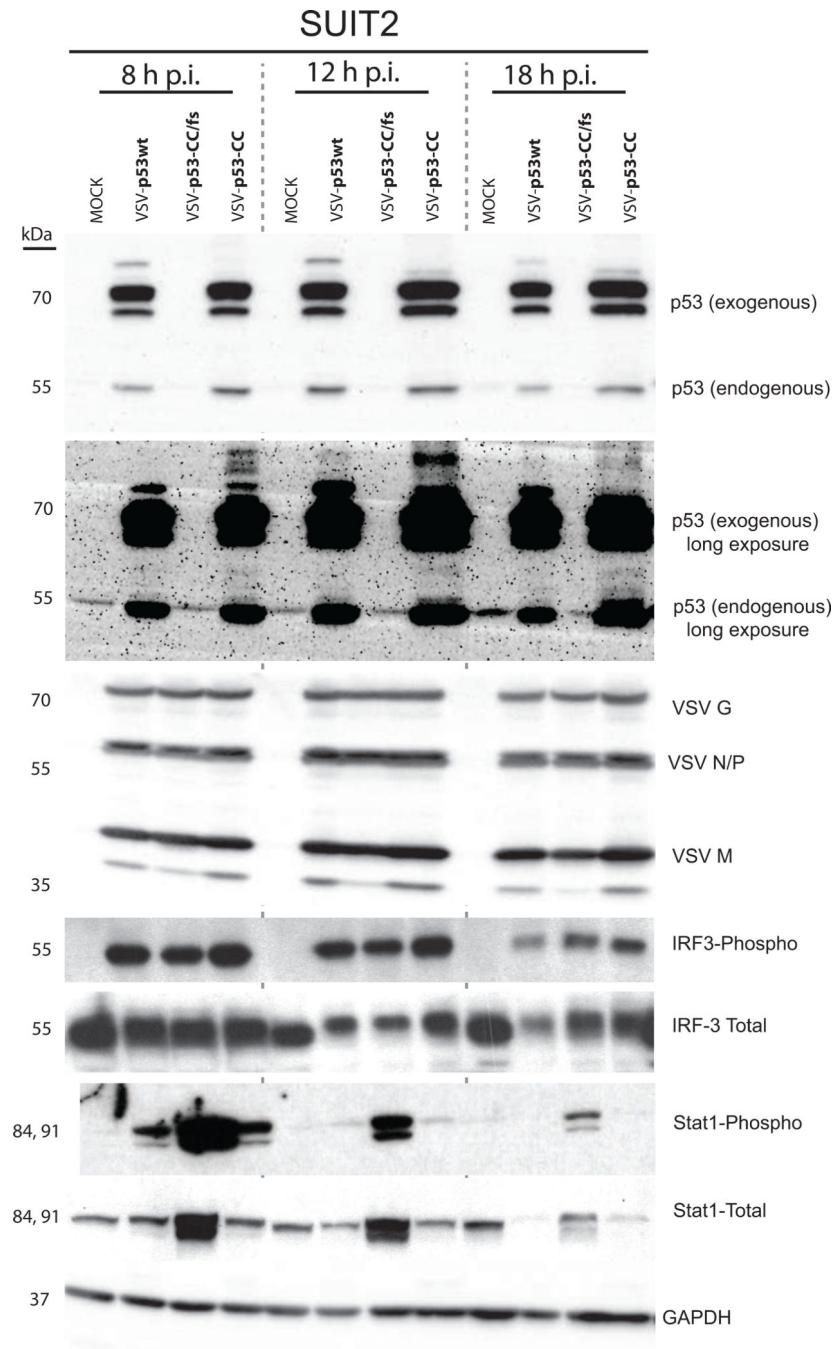 SUIT2
8 h p.i. 12 h p.i. 18 h p.i.
MOCK VSV-p53wt VSV-p53-CC/fs VSV-p53-CC MOCK VSV-p53wt VSV-p53-CC/fs VSV-p53-CC MOCK VSV-p53wt VSV-p53-CC/fs VSV-p53-CC
kDa
70 p53 (exogenous)
55 p53 (endogenous)
70 p53 (exogenous)
long exposure
55 p53 (endogenous)
long exposure
70 VSV G
55 VSV N/P
VSV M
35
55 IRF3-Phospho
55 IRF-3 Total
84, 91 Stat1-Phospho
84, 91 Stat1-Total
37 GAPDH